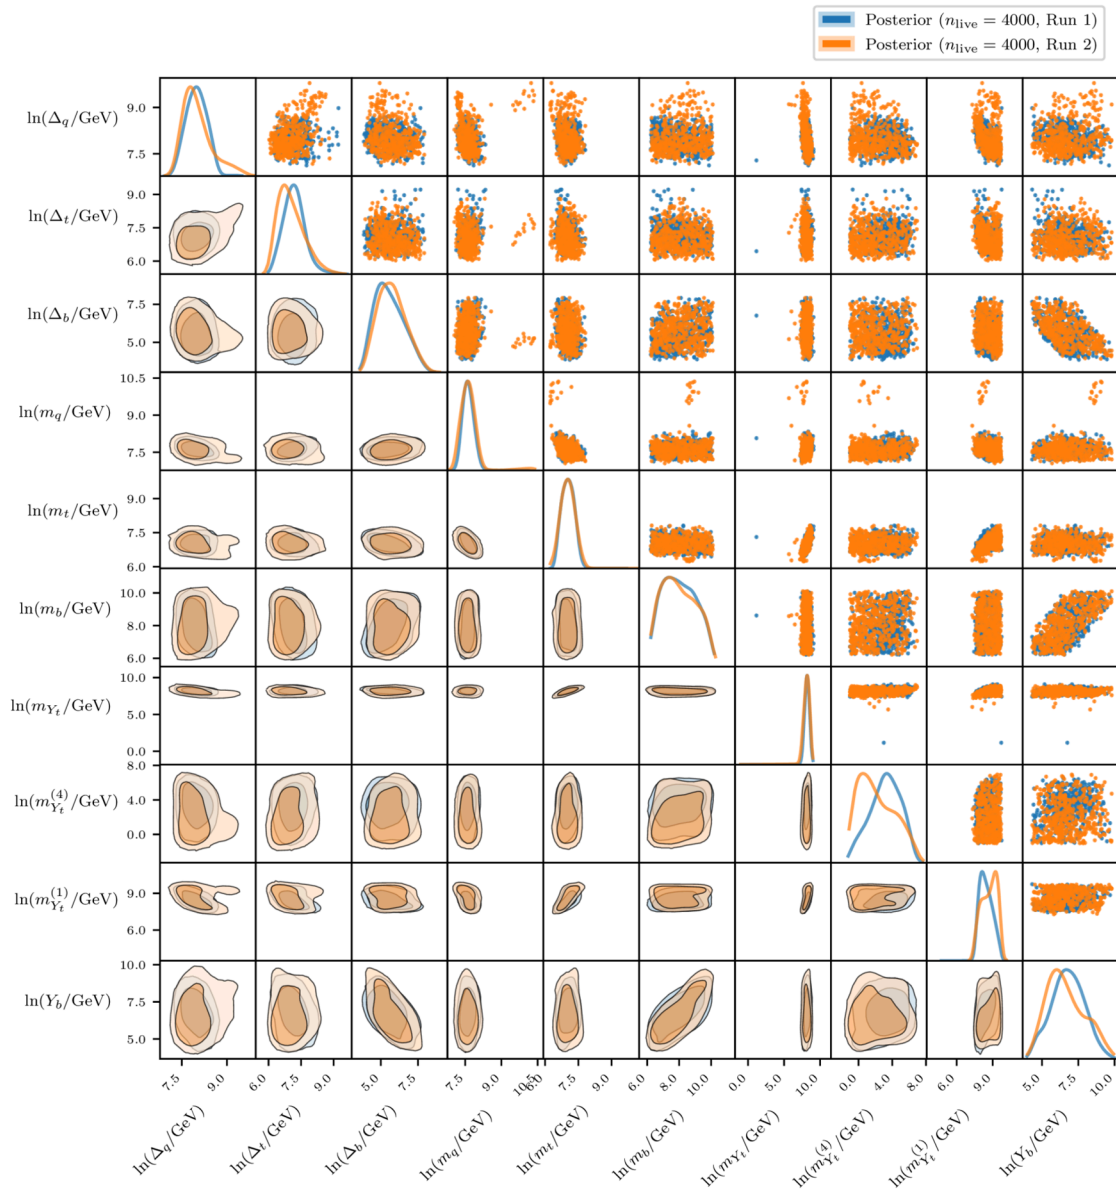 Posterior (n_live = 4000, Run 1)
Posterior (n_live = 4000, Run 2)
ln(Δ_q/GeV)
9.0
7.5
ln(Δ_t/GeV)
9.0
7.5
6.0
ln(Δ_b/GeV)
7.5
5.0
ln(m_q/GeV)
10.5
9.0
7.5
ln(m_t/GeV)
9.0
7.5
6.0
ln(m_b/GeV)
10.0
8.0
6.0
ln(m_{Y_t}/GeV)
10.0
5.0
0.0
ln(m_{Y_t}^{(4)}/GeV)
8.0
4.0
0.0
ln(m_{Y_t}^{(1)}/GeV)
9.0
6.0
ln(Y_b/GeV)
10.0
7.5
5.0
7.5 9.0 6.0 7.5 9.0 5.0 7.5 7.5 9.0 10.5 6.0 7.5 9.0 6.0 8.0 10.0 0.0 5.0 10.0 0.0 4.0 8.0 6.0 9.0 5.0 7.5 10.0
ln(Δ_q/GeV) ln(Δ_t/GeV) ln(Δ_b/GeV) ln(m_q/GeV) ln(m_t/GeV) ln(m_b/GeV) ln(m_{Y_t}/GeV) ln(m_{Y_t}^{(4)}/GeV) ln(m_{Y_t}^{(1)}/GeV) ln(Y_b/GeV)